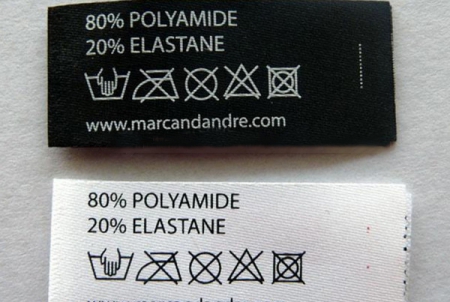 80% POLYAMIDE
20% ELASTANE
www.marcandandre.com
80% POLYAMIDE
20% ELASTANE